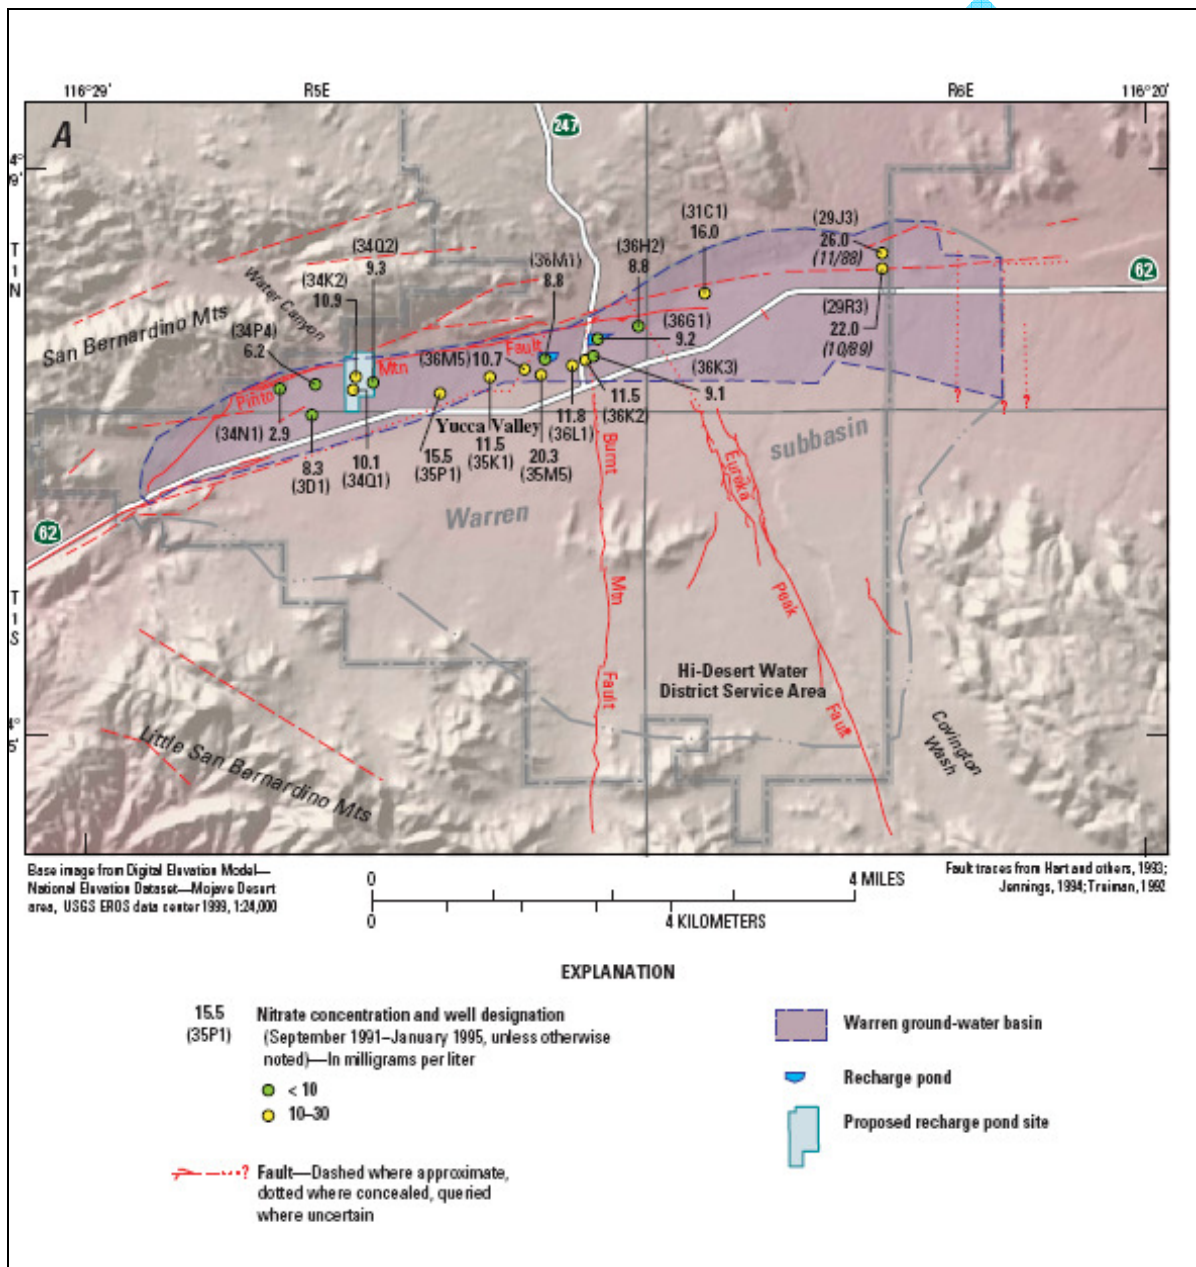 116°29'
R5E
R6E
116°20'
A
247
4°
9'
(31C1)
16.0
(29J3)
26.0
(11/88)
(34Q2)
9.3
(36M1)
8.8
(36H2)
8.8
T
1
N
62
(34K2)
10.9
Water Canyon
San Bernardino Mts
(34P4)
6.2
(29R3)
22.0
(10/89)
(36G1)
9.2
(36M5) 10.7
Fault
Mtn
Pinto
(36K3)
9.1
11.5
(36K2)
11.8
(36L1)
(34N1) 2.9
Yucca Valley
8.3
(3D1)
10.1
(34Q1)
15.5
(35P1)
11.5
(35K1)
20.3
(35M5)
Burnt
Mtn
Fault
Eureka
Peak
Fault
Warren
subbasin
62
T
1
S
Hi-Desert Water
District Service Area
4°
5'
Little San Bernardino Mts
Covington
Wash
Base image from Digital Elevation Model—
National Elevation Dataset—Mojave Desert
area, USGS EROS data center 1999, 1:24,000
0
4 MILES
0
4 KILOMETERS
Fault traces from Hart and others, 1993;
Jennings, 1994; Treiman, 1992
EXPLANATION
15.5
(35P1)
Nitrate concentration and well designation
(September 1991–January 1995, unless otherwise
noted)—In milligrams per liter
< 10
10–30
? Fault—Dashed where approximate,
dotted where concealed, queried
where uncertain
Warren ground-water basin
Recharge pond
Proposed recharge pond site